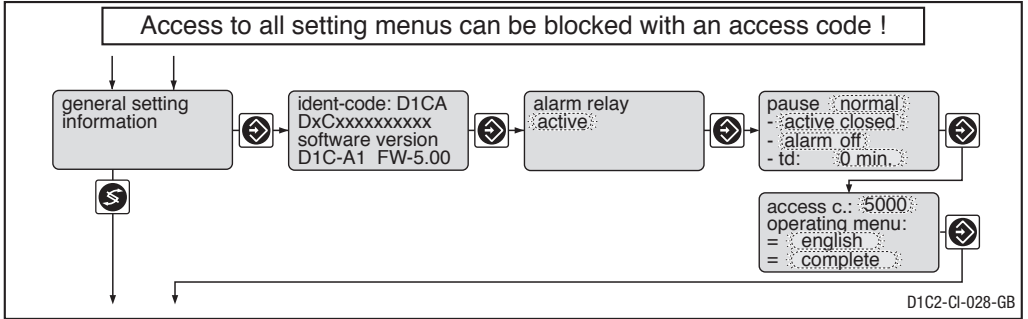 Access to all setting menus can be blocked with an access code !
general setting
information
ident-code: D1CA
DxCxxxxxxxxxx
software version
D1C-A1 FW-5.00
alarm relay
active
pause normal
- active closed
- alarm off
- td: 0 min.
access c.: 5000
operating menu:
= english
= complete
D1C2-CI-028-GB